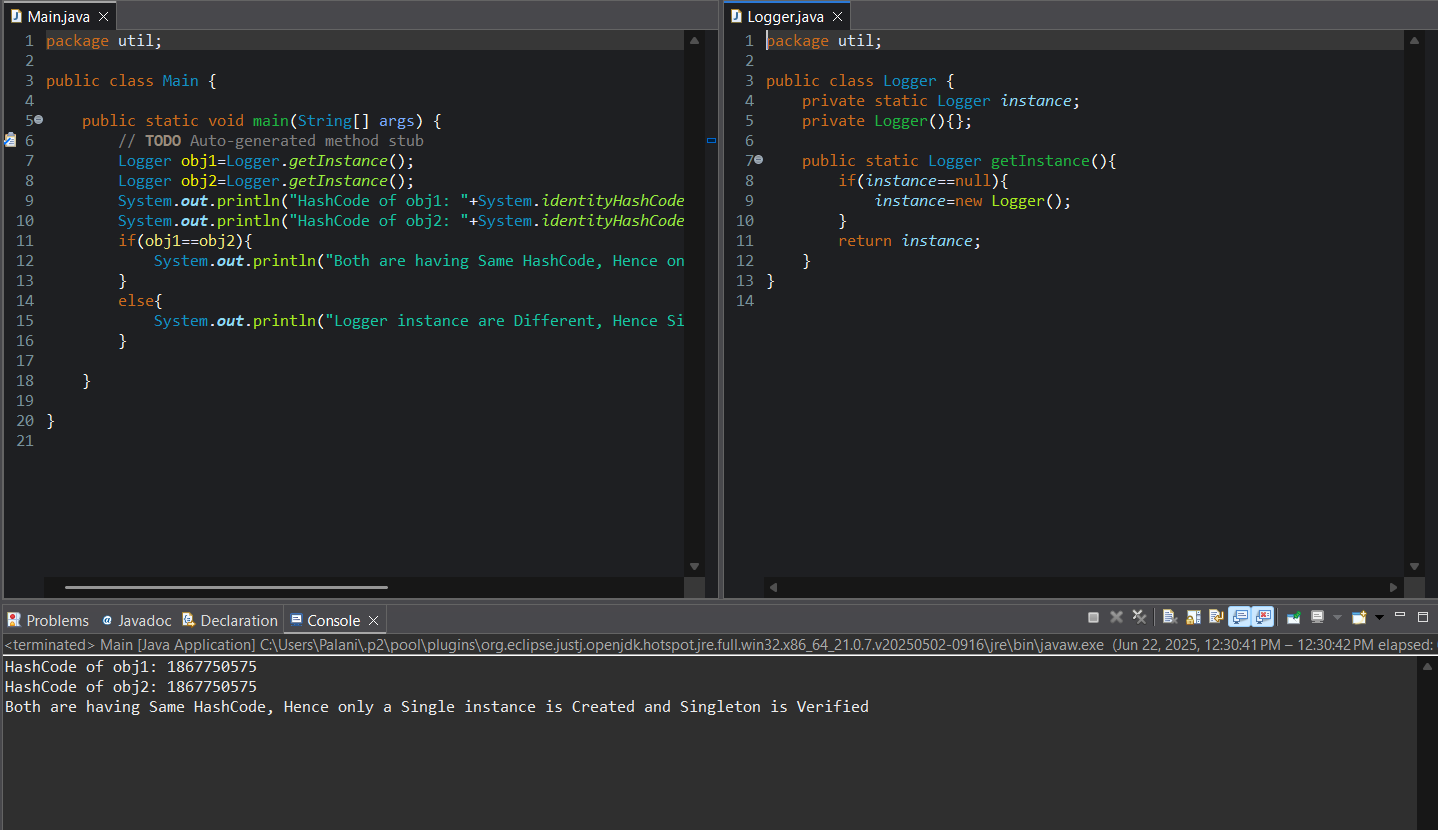 Main.java
1 package util;
2
3 public class Main {
4
5     public static void main(String[] args) {
6         // TODO Auto-generated method stub
7         Logger obj1=Logger.getInstance();
8         Logger obj2=Logger.getInstance();
9         System.out.println("HashCode of obj1: "+System.identityHashCode
10         System.out.println("HashCode of obj2: "+System.identityHashCode
11         if(obj1==obj2){
12             System.out.println("Both are having Same HashCode, Hence on
13         }
14         else{
15             System.out.println("Logger instance are Different, Hence Si
16         }
17
18     }
19
20 }
21
Logger.java
1 package util;
2
3 public class Logger {
4     private static Logger instance;
5     private Logger(){};
6
7     public static Logger getInstance(){
8         if(instance==null){
9             instance=new Logger();
10         }
11         return instance;
12     }
13 }
14
Problems Javadoc Declaration Console
<terminated> Main [Java Application] C:\Users\Palani\.p2\pool\plugins\org.eclipse.justj.openjdk.hotspot.jre.full.win32.x86_64_21.0.7.v20250502-0916\jre\bin\javaw.exe (Jun 22, 2025, 12:30:41 PM – 12:30:42 PM elapsed:
HashCode of obj1: 1867750575
HashCode of obj2: 1867750575
Both are having Same HashCode, Hence only a Single instance is Created and Singleton is Verified